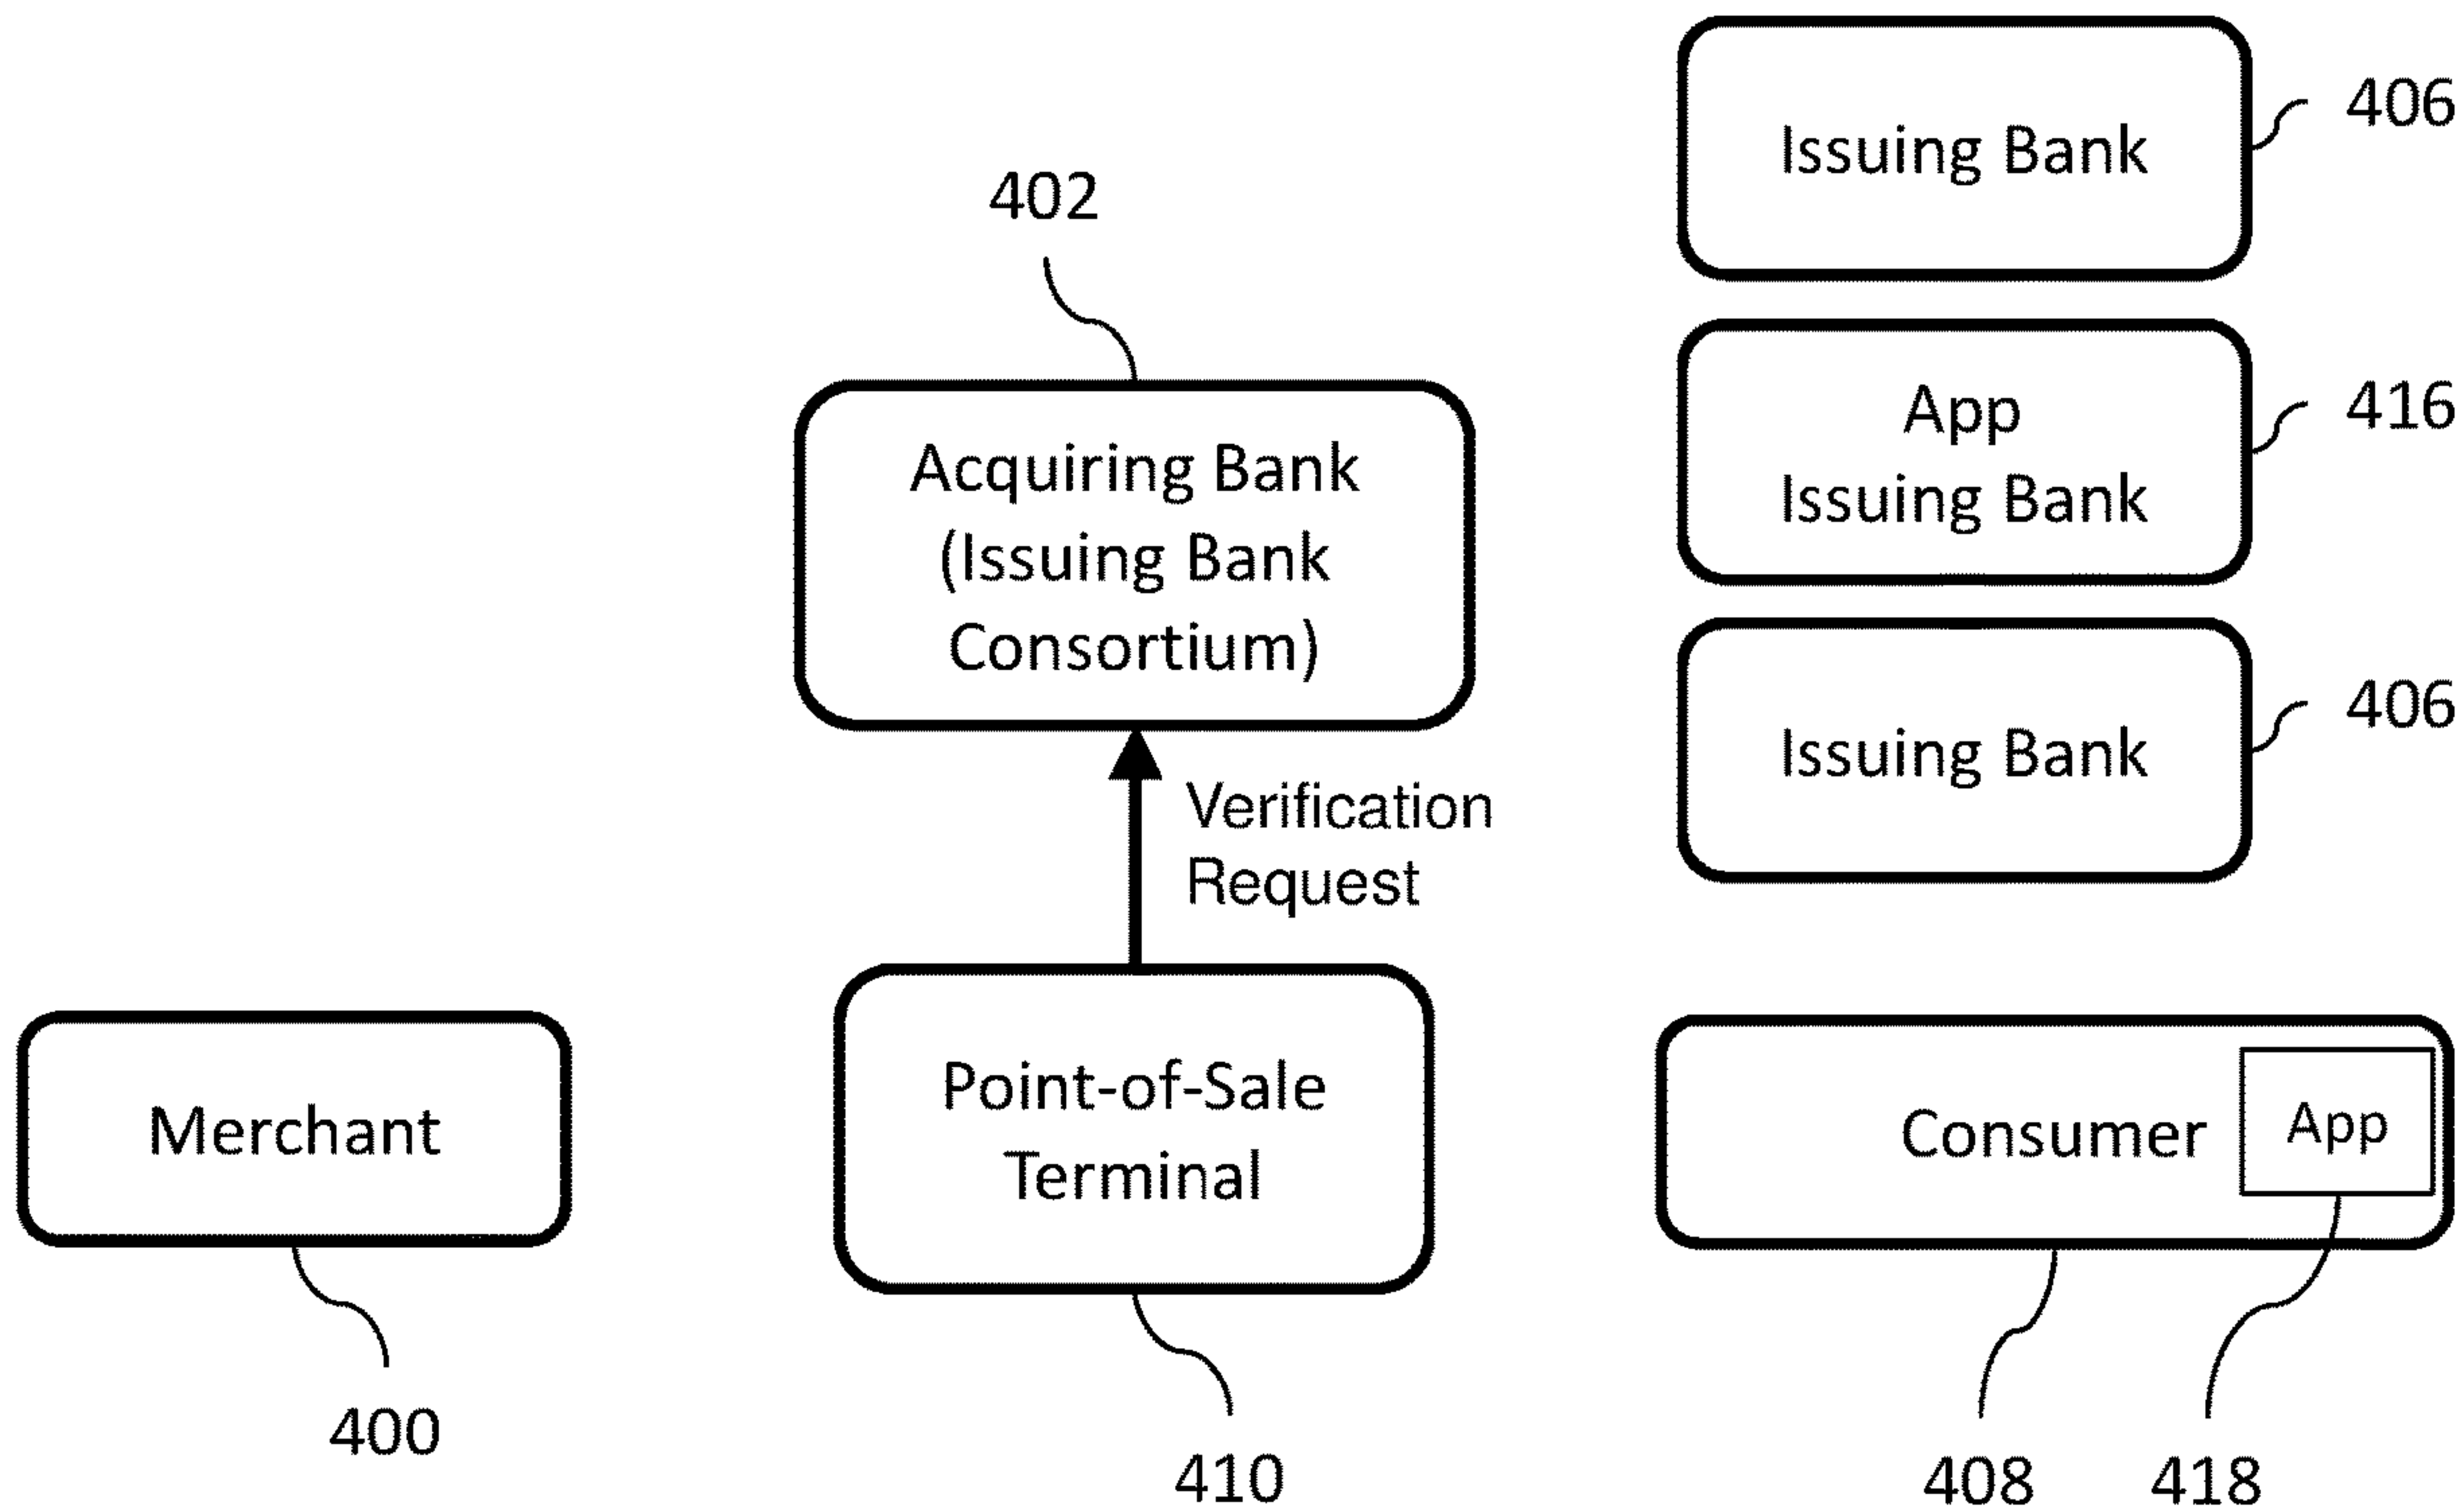 Issuing Bank
406
402
App
Issuing Bank
416
Acquiring Bank
(Issuing Bank
Consortium)
Issuing Bank
406
Verification
Request
Merchant
400
Point-of-Sale
Terminal
410
Consumer
App
408
418